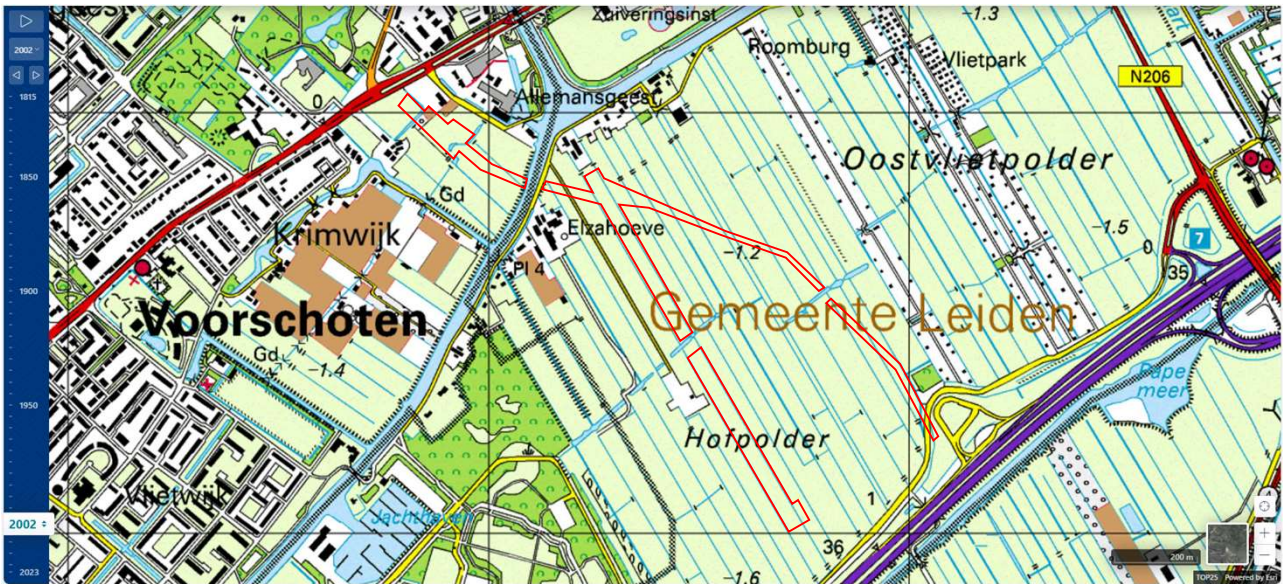 Zuiveringsinst
-1.3
2002
Roomburg
Vlietpark
N206
1815
0
Allemansgeest
Oostvlietpolder
1850
Gd
Krimwijk
Elzahoeve
-1.2
-1.5
0
7
Pl 4
35
1900
Voorschoten
Gemeente Leiden
Gd
-1.4
Pape
meer
1950
Hofpolder
Vlietwijk
1
Jachthaven
2002
36
200 m
2023
-1.6
TOP25 Powered by Esri